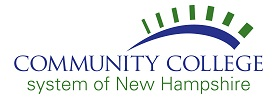 COMMUNITY COLLEGE
system of New Hampshire